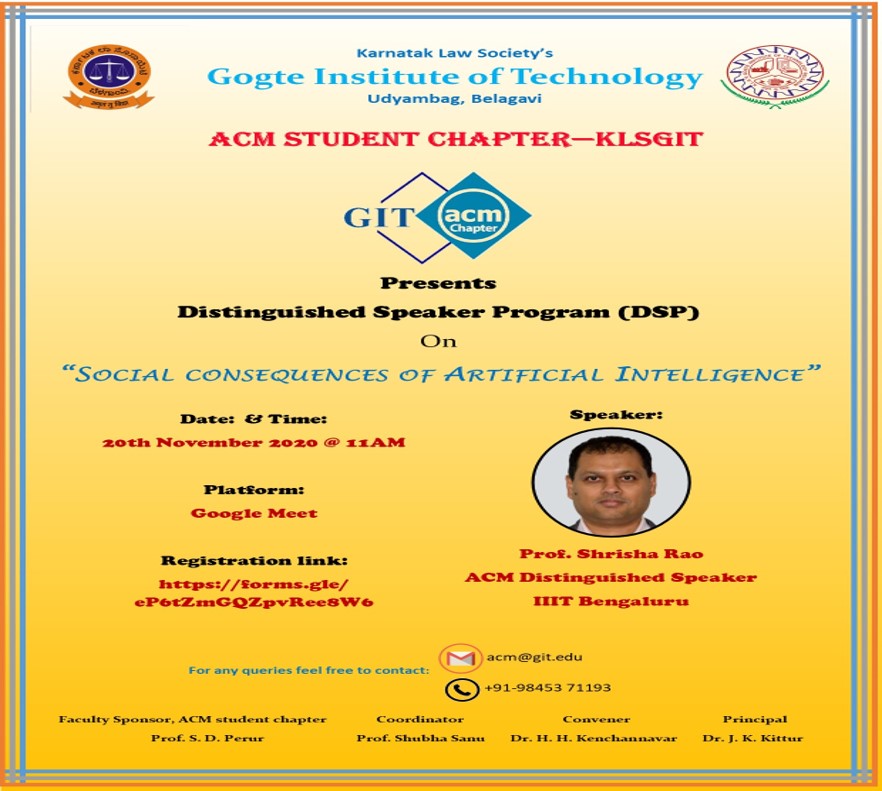 Karnatak Law Society's
Gogte Institute of Technology
Udyambag, Belagavi
ACM STUDENT CHAPTER—KLSGIT
GIT acm
Chapter
Presents
Distinguished Speaker Program (DSP)
On
“SOCIAL CONSEQUENCES OF ARTIFICIAL INTELLIGENCE”
Date: & Time:
20th November 2020 @ 11AM
Platform:
Google Meet
Registration link:
https://forms.gle/
eP6tZmGQZpvRee8W6
Speaker:
Prof. Shrisha Rao
ACM Distinguished Speaker
IIIT Bengaluru
For any queries feel free to contact:
acm@git.edu
+91-98453 71193
Faculty Sponsor, ACM student chapter
Prof. S. D. Perur
Coordinator
Prof. Shubha Sanu
Convener
Dr. H. H. Kenchannavar
Principal
Dr. J. K. Kittur